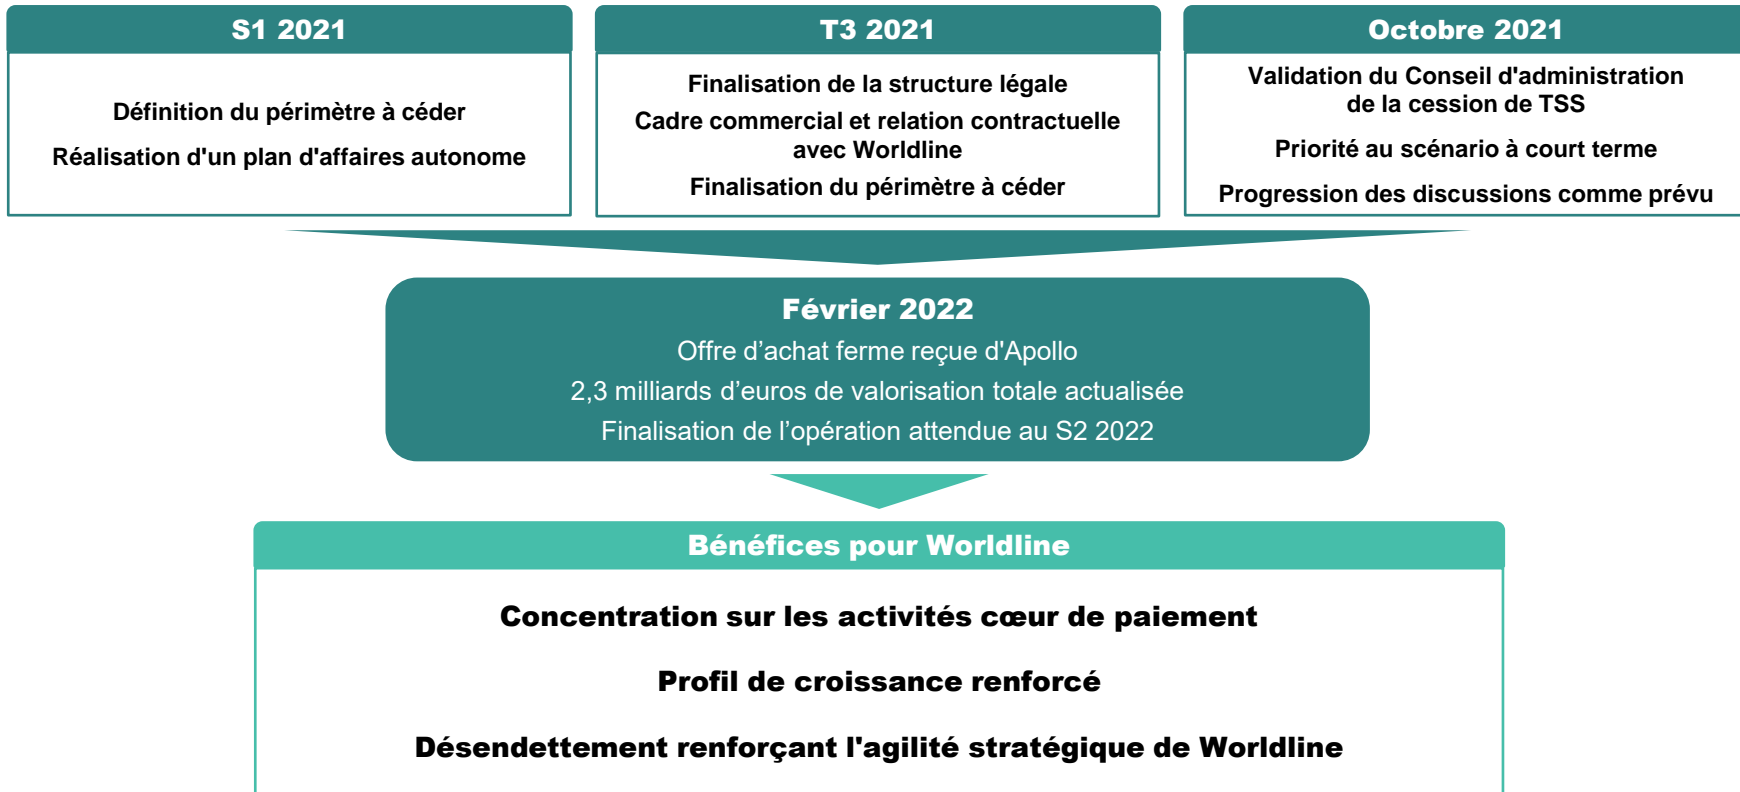 S1 2021
Définition du périmètre à céder
Réalisation d'un plan d'affaires autonome
T3 2021
Finalisation de la structure légale
Cadre commercial et relation contractuelle
avec Worldline
Finalisation du périmètre à céder
Octobre 2021
Validation du Conseil d'administration
de la cession de TSS
Priorité au scénario à court terme
Progression des discussions comme prévu
Février 2022
Offre d’achat ferme reçue d'Apollo
2,3 milliards d’euros de valorisation totale actualisée
Finalisation de l’opération attendue au S2 2022
Bénéfices pour Worldline
Concentration sur les activités cœur de paiement
Profil de croissance renforcé
Désendettement renforçant l'agilité stratégique de Worldline